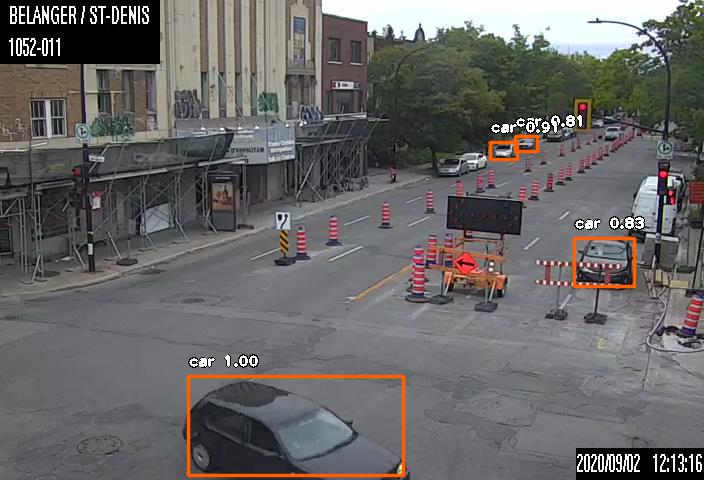 BELANGER / ST-DENIS
1052-011
car 0.81
car 0.91
car 0.83
METROPOLITAIN
car 1.00
2020/09/02 12:13:16